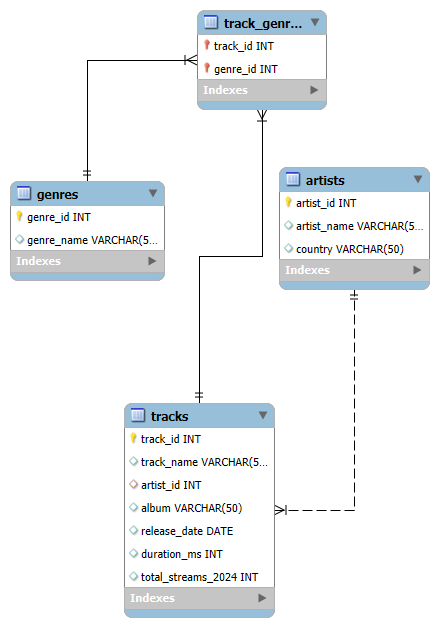 track_genr...
track_id INT
genre_id INT
Indexes
genres
genre_id INT
genre_name VARCHAR(5...
Indexes
artists
artist_id INT
artist_name VARCHAR(5...
country VARCHAR(50)
Indexes
tracks
track_id INT
track_name VARCHAR(5...
artist_id INT
album VARCHAR(50)
release_date DATE
duration_ms INT
total_streams_2024 INT
Indexes